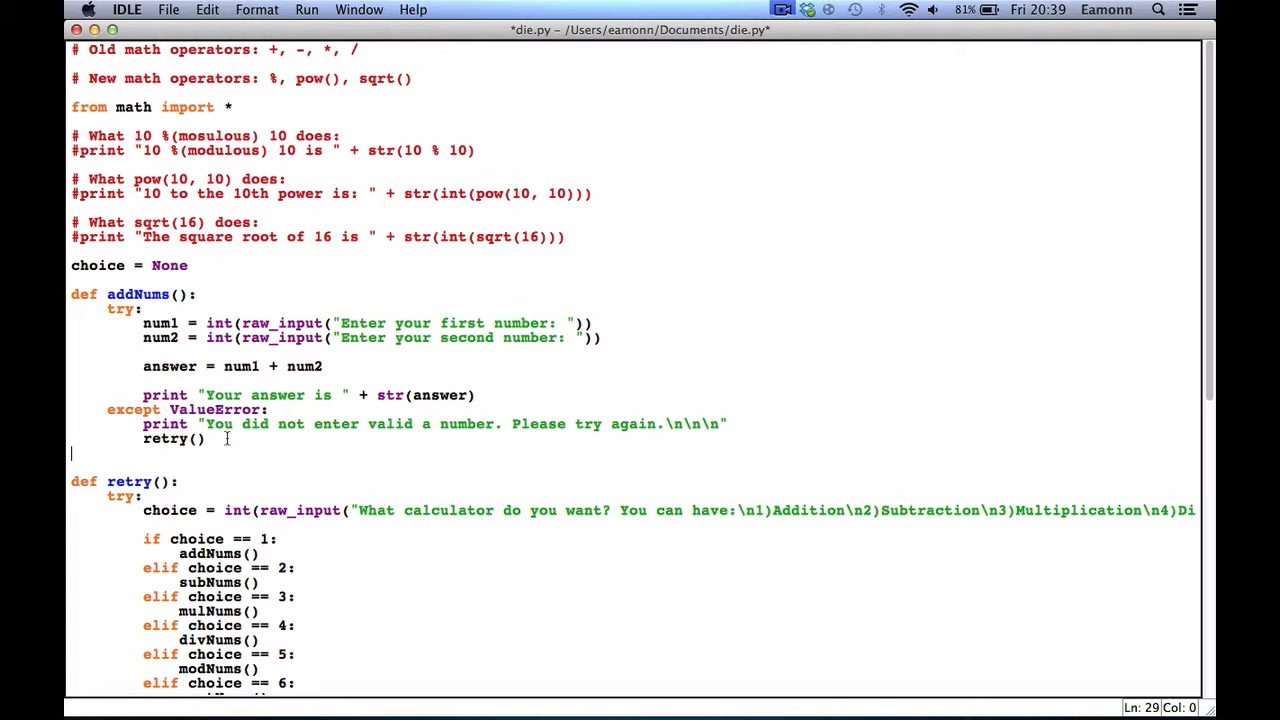 IDLE File Edit Format Run Window Help 81% Fri 20:39 Eamonn
*die.py – /Users/eamonn/Documents/die.py*
# Old math operators: +, -, *, /
# New math operators: %, pow(), sqrt()
from math import *
# What 10 %(mosulous) 10 does:
#print "10 %(modulous) 10 is " + str(10 % 10)
# What pow(10, 10) does:
#print "10 to the 10th power is: " + str(int(pow(10, 10)))
# What sqrt(16) does:
#print "The square root of 16 is " + str(int(sqrt(16)))
choice = None
def addNums():
try:
num1 = int(raw_input("Enter your first number: "))
num2 = int(raw_input("Enter your second number: "))
answer = num1 + num2
print "Your answer is " + str(answer)
except ValueError:
print "You did not enter valid a number. Please try again.\n\n\n"
retry()
def retry():
try:
choice = int(raw_input("What calculator do you want? You can have:\n1)Addition\n2)Subtraction\n3)Multiplication\n4)Di
if choice == 1:
addNums()
elif choice == 2:
subNums()
elif choice == 3:
mulNums()
elif choice == 4:
divNums()
elif choice == 5:
modNums()
elif choice == 6:
Ln: 29 Col: 0